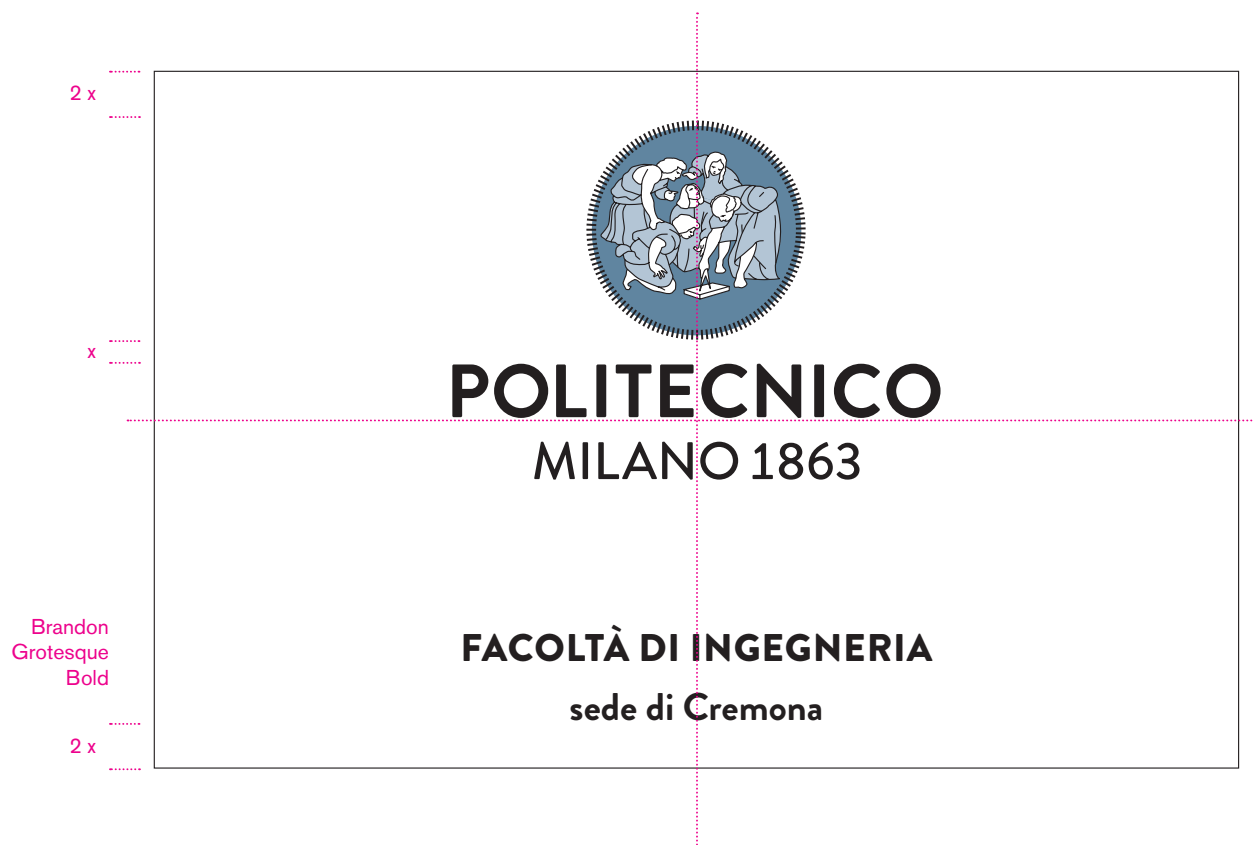 2 x
x
POLITECNICO
MILANO 1863
Brandon
Grotesque
Bold
FACOLTÀ DI INGEGNERIA
sede di Cremona
2 x